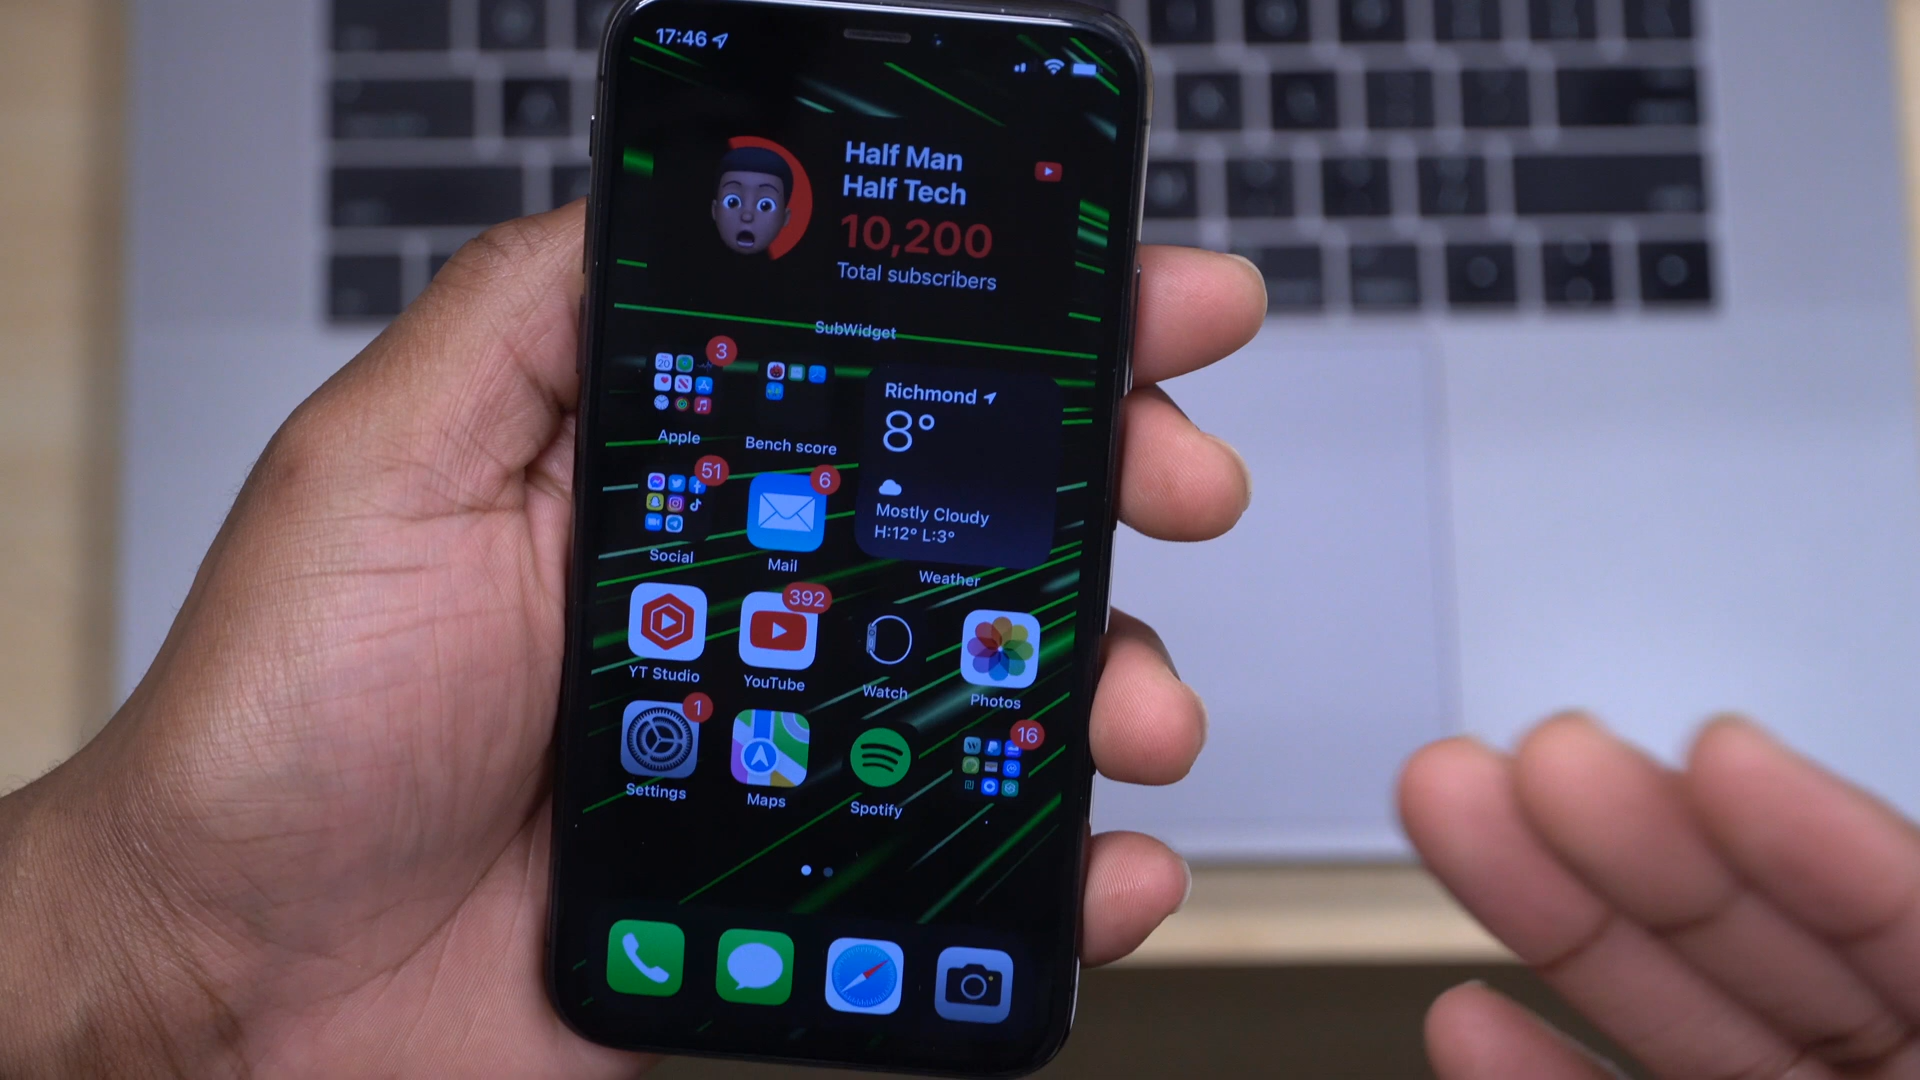 17:46
Half Man
Half Tech
10,200
Total subscribers
SubWidget
3
Apple
Bench score
Richmond
8°
Mostly Cloudy
H:12° L:3°
Weather
51
Social
6
Mail
YT Studio
392
YouTube
Watch
Photos
1
Settings
Maps
Spotify
16
20